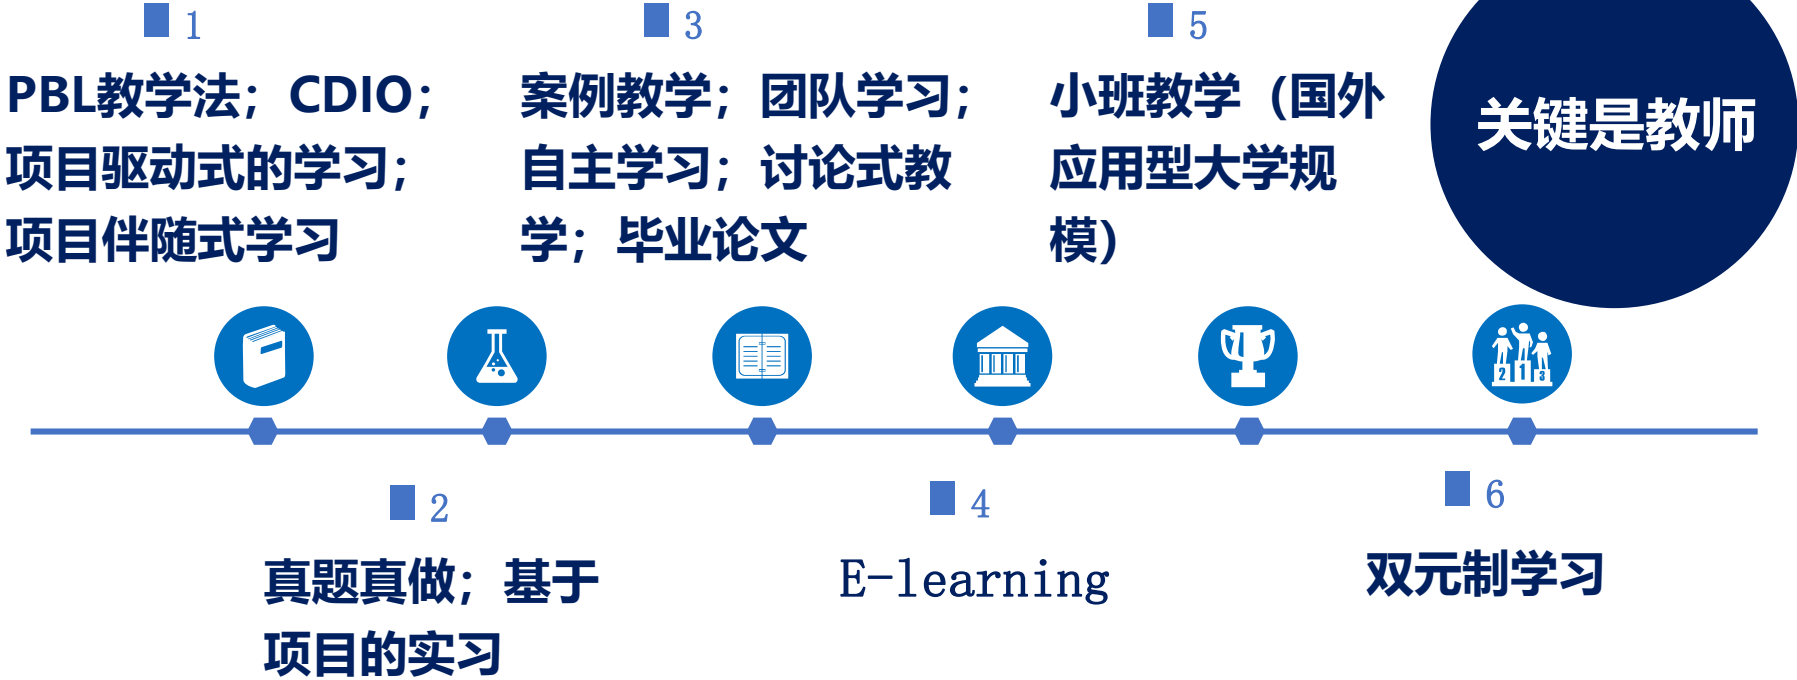 1
PBL教学法；CDIO；
项目驱动式的学习；
项目伴随式学习
3
案例教学；团队学习；
自主学习；讨论式教
学；毕业论文
5
小班教学（国外
应用型大学规
模）
关键是教师
2 1 3
2
真题真做；基于
项目的实习
4
E-learning
6
双元制学习